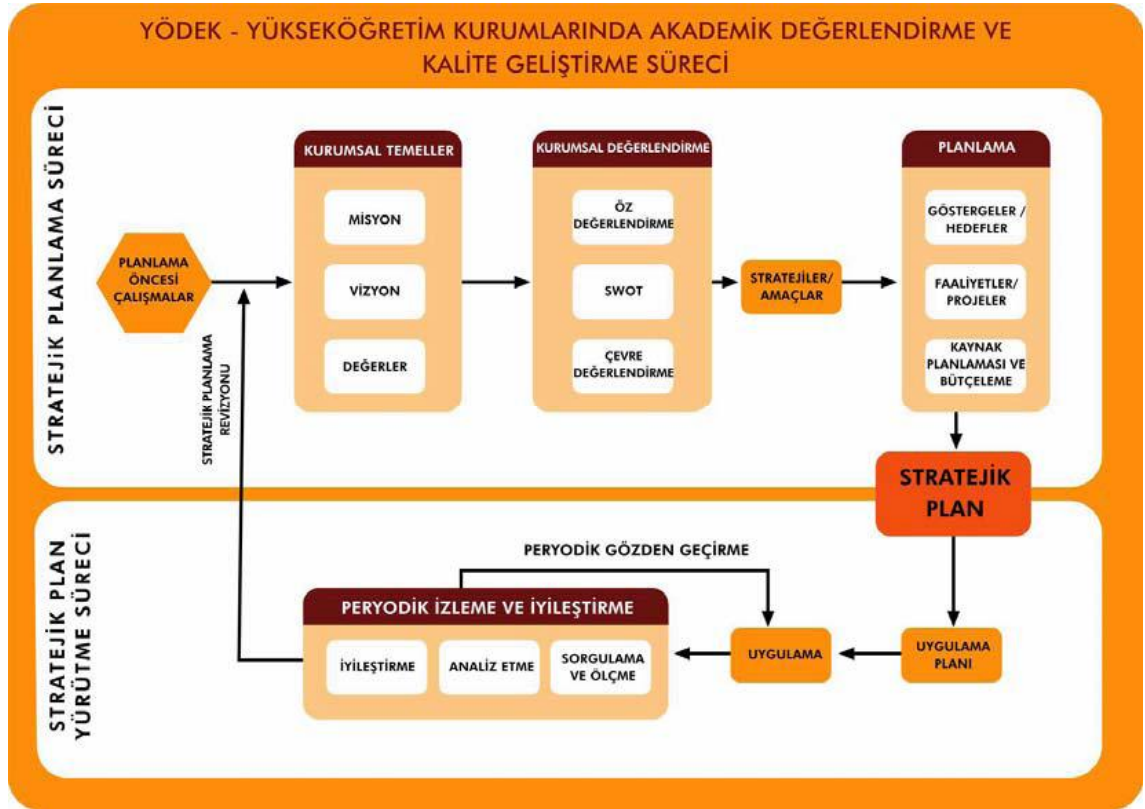 YÖDEK - YÜKSEKÖĞRETİM KURUMLARINDA AKADEMİK DEĞERLENDİRME VE
KALİTE GELİŞTİRME SÜRECİ
STRATEJİK PLANLAMA SÜRECİ
PLANLAMA
ÖNCESİ
ÇALIŞMALAR
KURUMSAL TEMELLER
MİSYON
VİZYON
DEĞERLER
KURUMSAL DEĞERLENDİRME
ÖZ
DEĞERLENDİRME
SWOT
ÇEVRE
DEĞERLENDİRME
STRATEJİLER/
AMAÇLAR
PLANLAMA
GÖSTERGELER /
HEDEFLER
FAALİYETLER/
PROJELER
KAYNAK
PLANLAMASI VE
BÜTÇELEME
STRATEJİK PLANLAMA
REVİZYONU
STRATEJİK
PLAN
STRATEJİK PLAN
YÜRÜTME SÜRECİ
PERYODİK GÖZDEN GEÇİRME
PERYODİK İZLEME VE İYİLEŞTİRME
İYİLEŞTİRME
ANALİZ ETME
SORGULAMA
VE ÖLÇME
UYGULAMA
UYGULAMA
PLANI